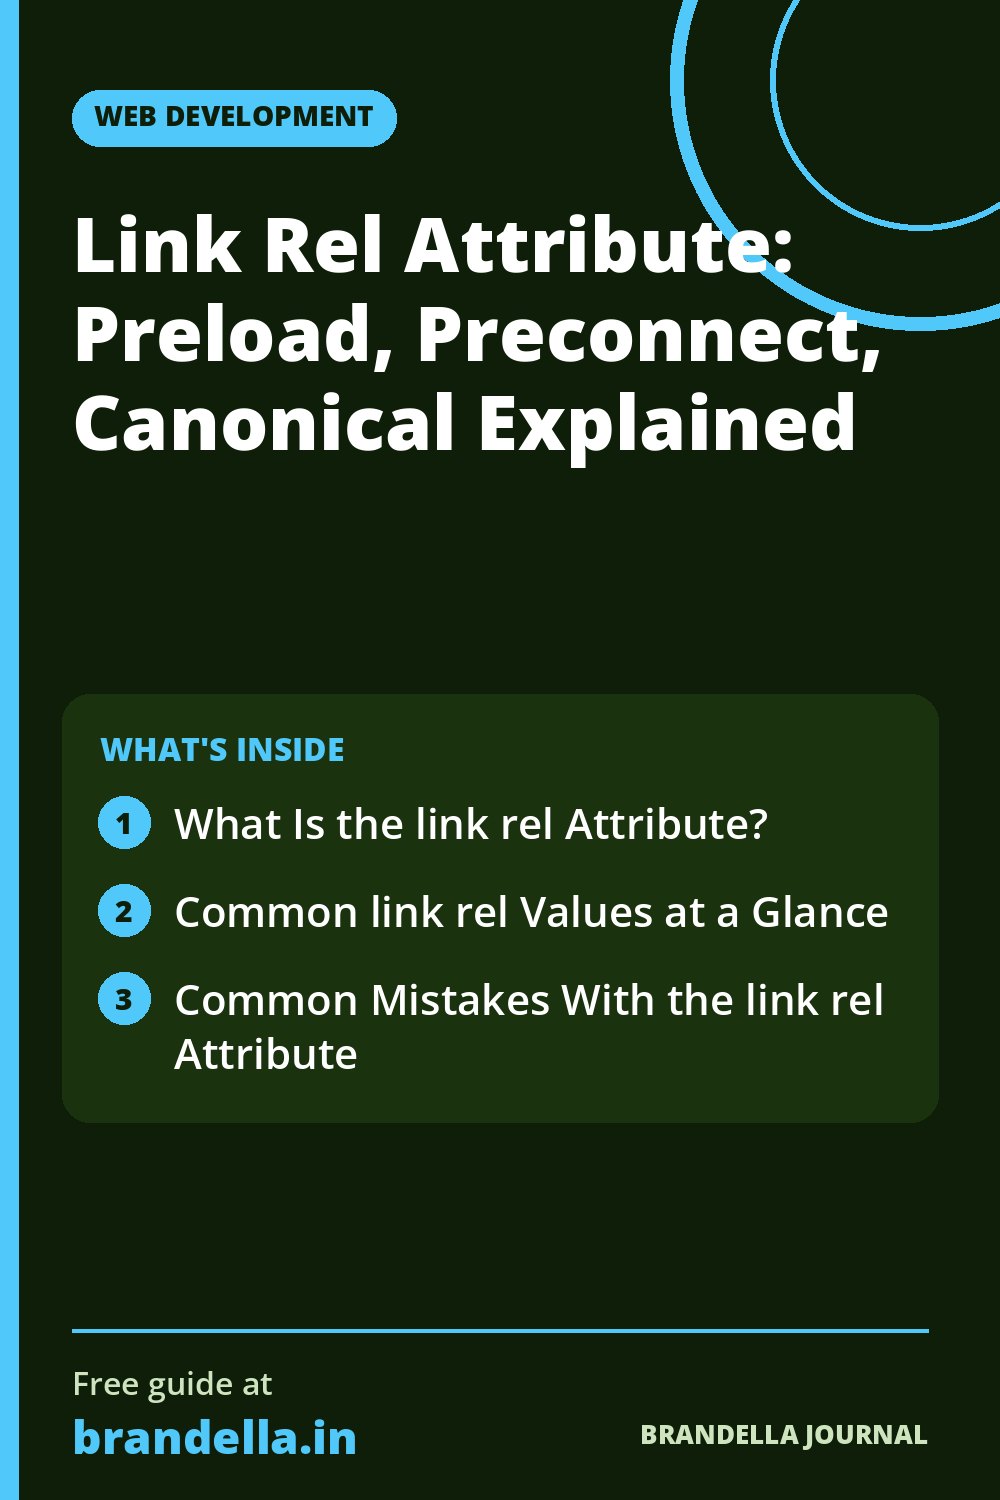 WEB DEVELOPMENT
Link Rel Attribute:
Preload, Preconnect,
Canonical Explained
WHAT'S INSIDE
1 What Is the link rel Attribute?
2 Common link rel Values at a Glance
3 Common Mistakes With the link rel
Attribute
Free guide at
brandella.in
BRANDELLA JOURNAL